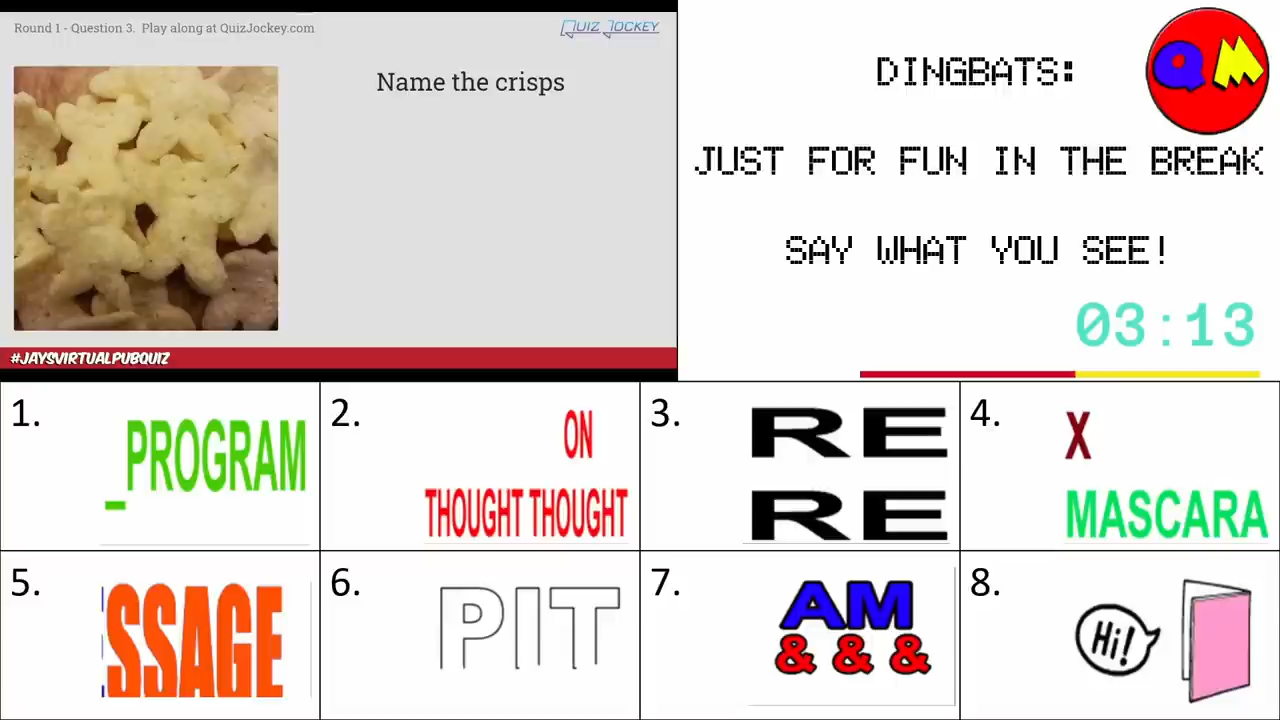 Round 1 - Question 3. Play along at QuizJockey.com
QUIZ JOCKEY
Name the crisps
#JAYSVIRTUALPUBQUIZ
DINGBATS:
QM
JUST FOR FUN IN THE BREAK
SAY WHAT YOU SEE!
03:13
1.
_PROGRAM
2.
ON
THOUGHT THOUGHT
3.
RE
RE
4.
X
MASCARA
5.
SSAGE
6.
PIT
7.
AM
& & &
8.
Hi!